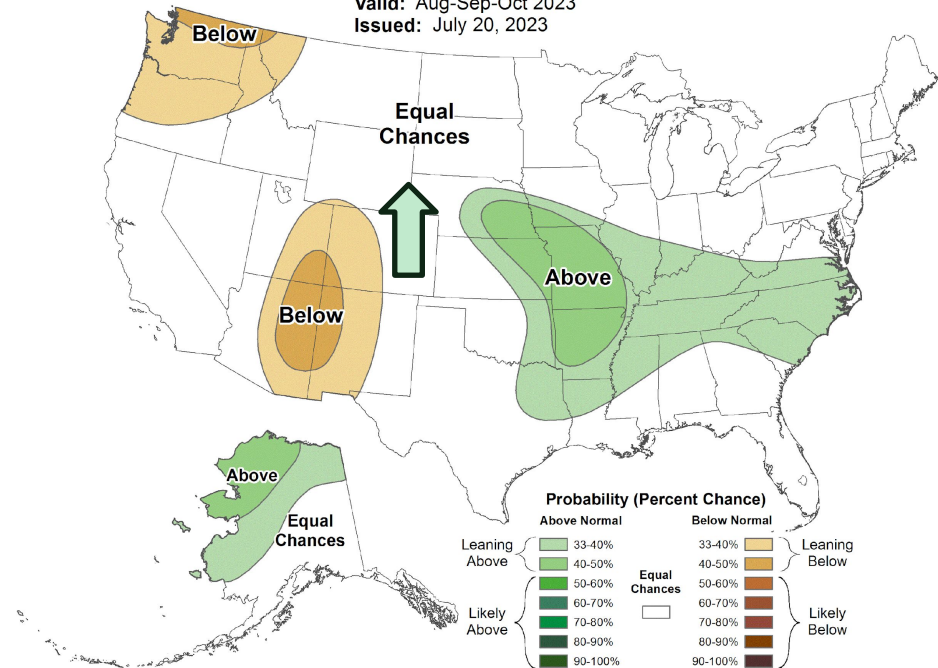 Valid: Aug-Sep-Oct 2023
Issued: July 20, 2023
Below
Equal
Chances
Above
Below
Above
Equal
Chances
Probability (Percent Chance)
Above Normal
Below Normal
Leaning
Above
33-40%
40-50%
50-60%
60-70%
70-80%
80-90%
90-100%
Likely
Above
Equal
Chances
33-40%
40-50%
50-60%
60-70%
70-80%
80-90%
90-100%
Leaning
Below
Likely
Below